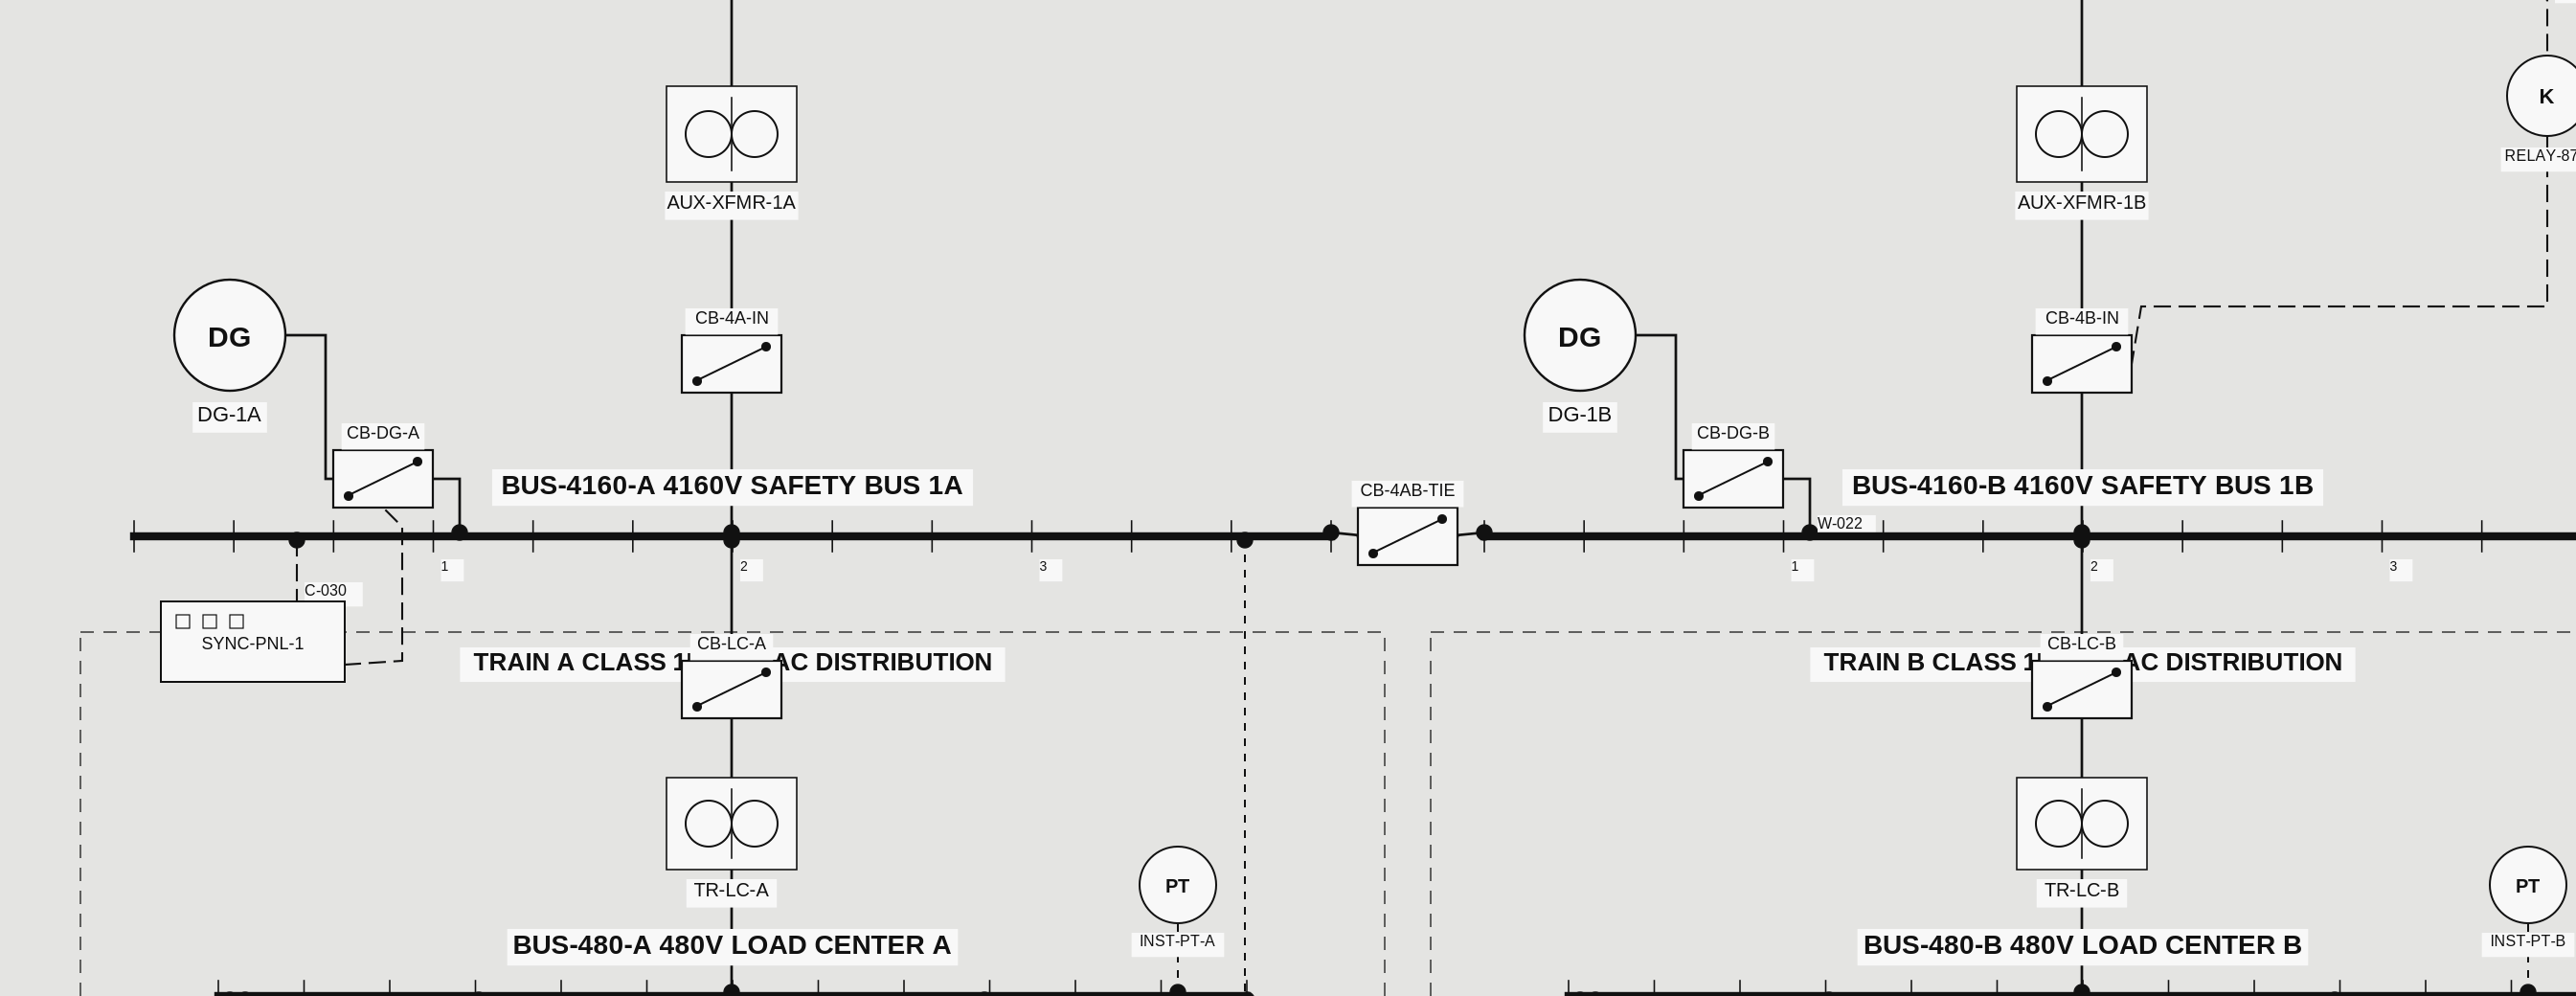 K
RELAY-87
AUX-XFMR-1A
AUX-XFMR-1B
CB-4A-IN
CB-4B-IN
DG
DG
DG-1A
DG-1B
CB-DG-A
CB-DG-B
BUS-4160-A 4160V SAFETY BUS 1A
CB-4AB-TIE
BUS-4160-B 4160V SAFETY BUS 1B
W-022
1
2
3
1
2
3
C-030
SYNC-PNL-1
CB-LC-A
CB-LC-B
TRAIN A CLASS AC DISTRIBUTION
TRAIN B CLASS AC DISTRIBUTION
TR-LC-A
TR-LC-B
PT
PT
BUS-480-A 480V LOAD CENTER A
INST-PT-A
BUS-480-B 480V LOAD CENTER B
INST-PT-B